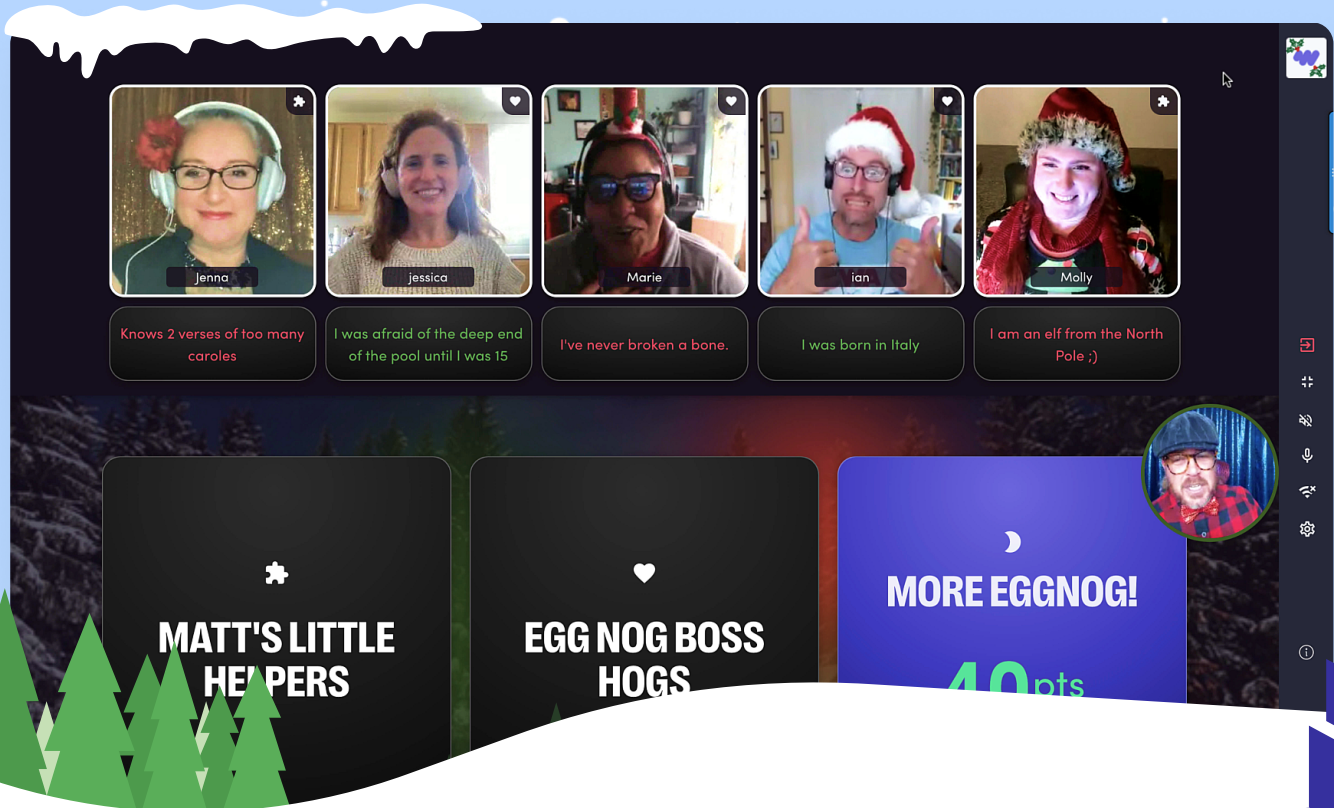 Jenna
jessica
Marie
ian
Molly
Knows 2 verses of too many
caroles
I was afraid of the deep end
of the pool until I was 15
I've never broken a bone.
I was born in Italy
I am an elf from the North
Pole ;)
MATT'S LITTLE
HELPERS
EGG NOG BOSS
HOGS
MORE EGGNOG!
40pts